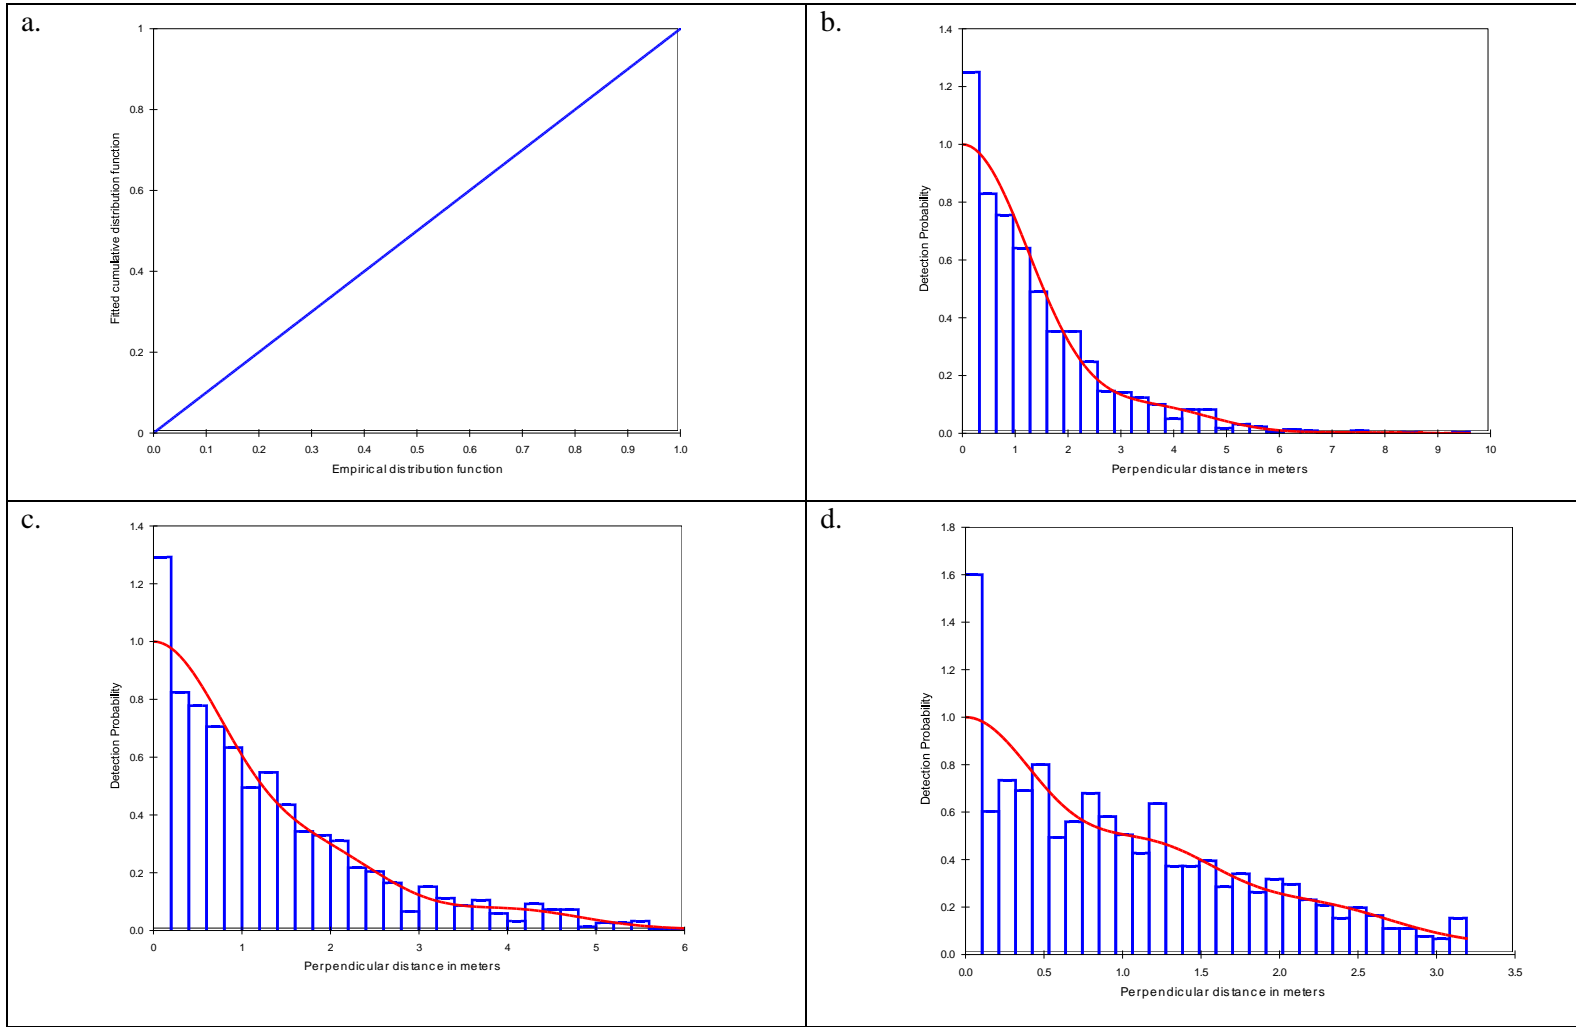 a.
Fitted cumulative distribution function
1
0.8
0.6
0.4
0.2
0
0.0 0.1 0.2 0.3 0.4 0.5 0.6 0.7 0.8 0.9 1.0
Empirical distribution function
b.
Detection Probability
1.4
1.2
1.0
0.8
0.6
0.4
0.2
0.0
0 1 2 3 4 5 6 7 8 9 10
Perpendicular distance in meters
c.
Detection Probability
1.4
1.2
1.0
0.8
0.6
0.4
0.2
0.0
0 1 2 3 4 5 6
Perpendicular distance in meters
d.
Detection Probability
1.8
1.6
1.4
1.2
1.0
0.8
0.6
0.4
0.2
0.0
0.0 0.5 1.0 1.5 2.0 2.5 3.0 3.5
Perpendicular distance in meters